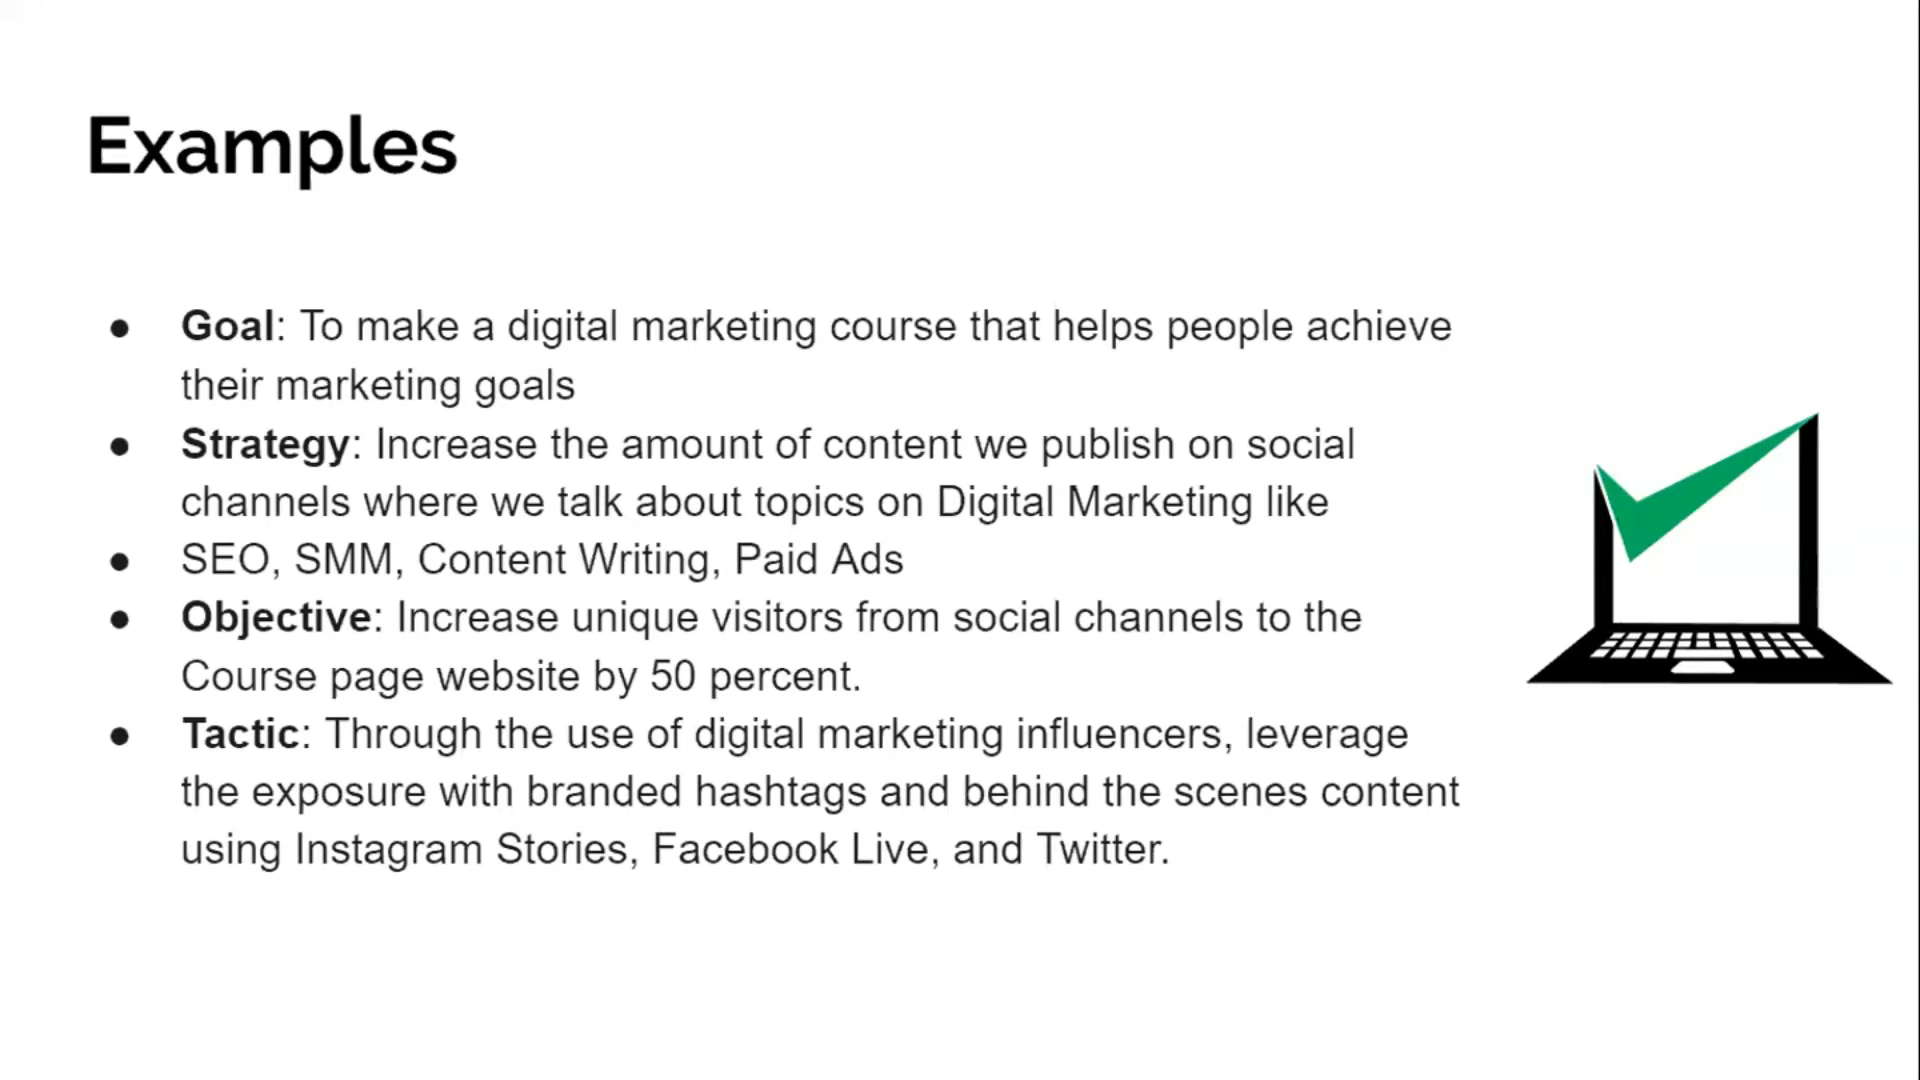 Examples
● Goal: To make a digital marketing course that helps people achieve
their marketing goals
● Strategy: Increase the amount of content we publish on social
channels where we talk about topics on Digital Marketing like
● SEO, SMM, Content Writing, Paid Ads
● Objective: Increase unique visitors from social channels to the
Course page website by 50 percent.
● Tactic: Through the use of digital marketing influencers, leverage
the exposure with branded hashtags and behind the scenes content
using Instagram Stories, Facebook Live, and Twitter.